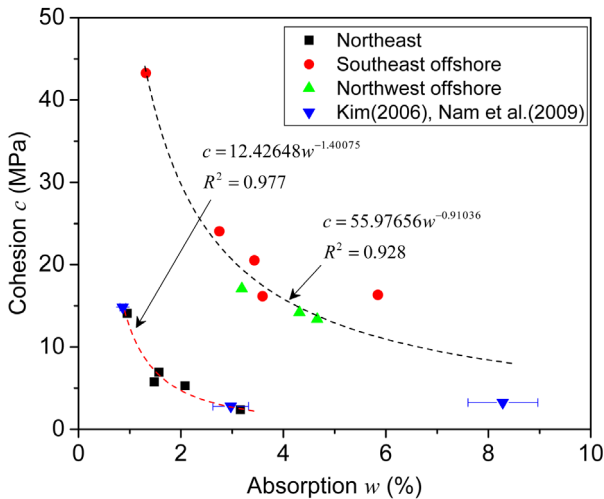 50
40
30
20
10
0
Cohesion c (MPa)
Northeast
Southeast offshore
Northwest offshore
Kim(2006), Nam et al.(2009)
c = 12.42648w^−1.40075
R² = 0.977
c = 55.97656w^−0.91036
R² = 0.928
0 2 4 6 8 10
Absorption w (%)